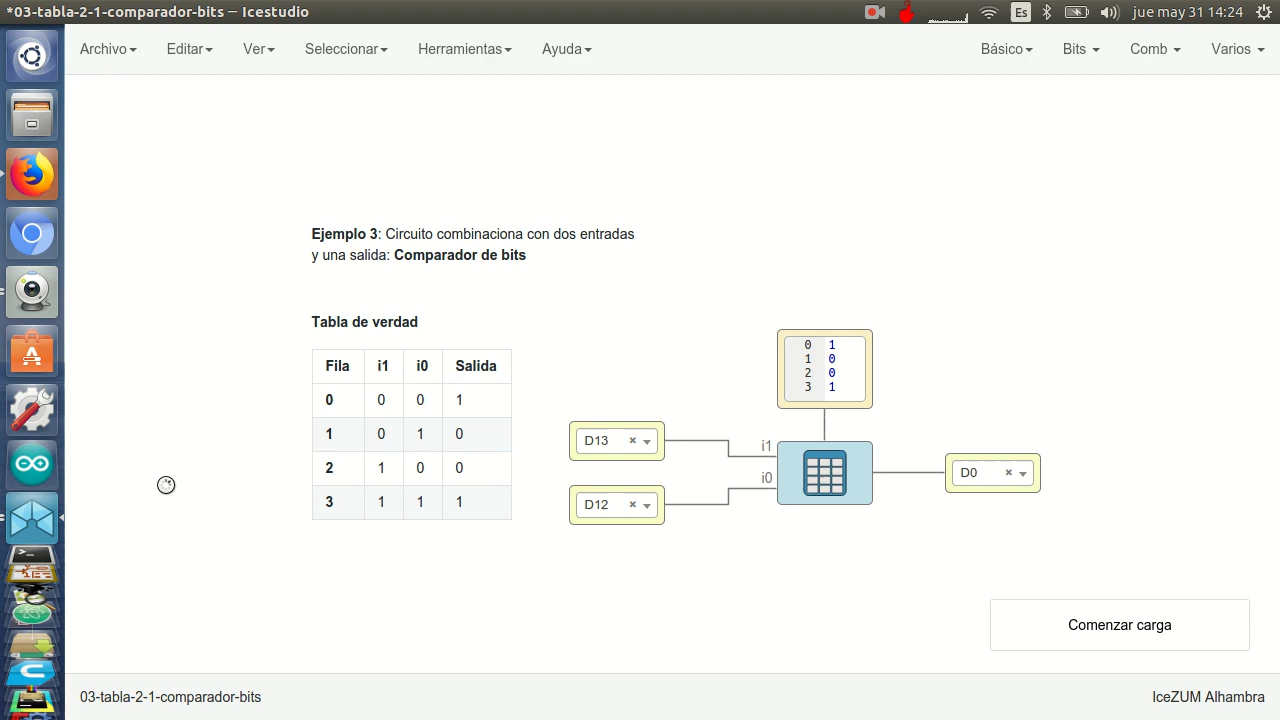 *03-tabla-2-1-comparador-bits – Icestudio
Es
jue may 31 14:24
Archivo Editar Ver Seleccionar Herramientas Ayuda Básico Bits Comb Varios
Ejemplo 3: Circuito combinaciona con dos entradas
y una salida: Comparador de bits
Tabla de verdad
Fila i1 i0 Salida
0 0 0 1
1 0 1 0
2 1 0 0
3 1 1 1
0 1
1 0
2 0
3 1
D13
i1
D12
i0
D0
Comenzar carga
03-tabla-2-1-comparador-bits
IceZUM Alhambra